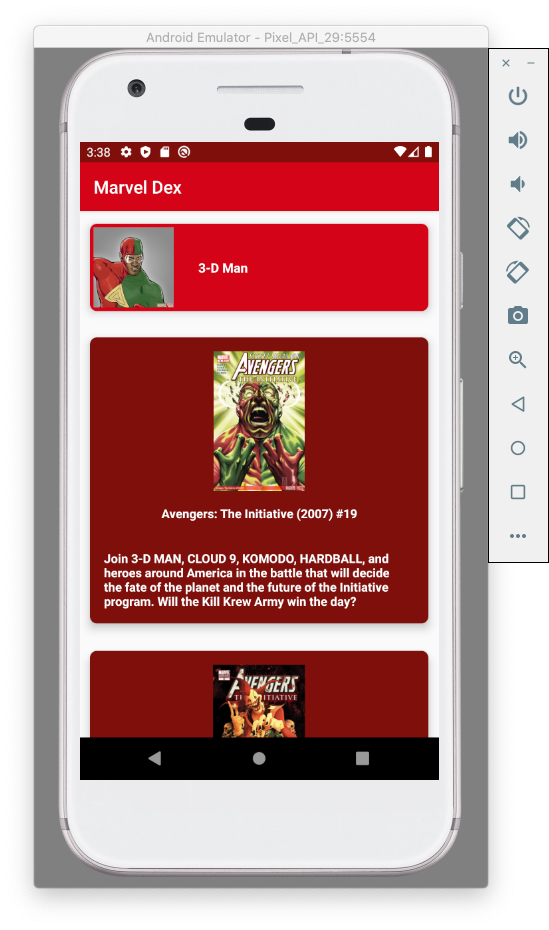 Android Emulator - Pixel_API_29:5554
3:38
Marvel Dex
3-D Man
AVENGERS
THE INITIATIVE
Avengers: The Initiative (2007) #19
Join 3-D MAN, CLOUD 9, KOMODO, HARDBALL, and
heroes around America in the battle that will decide
the fate of the planet and the future of the Initiative
program. Will the Kill Krew Army win the day?
AVENGERS
THE INITIATIVE